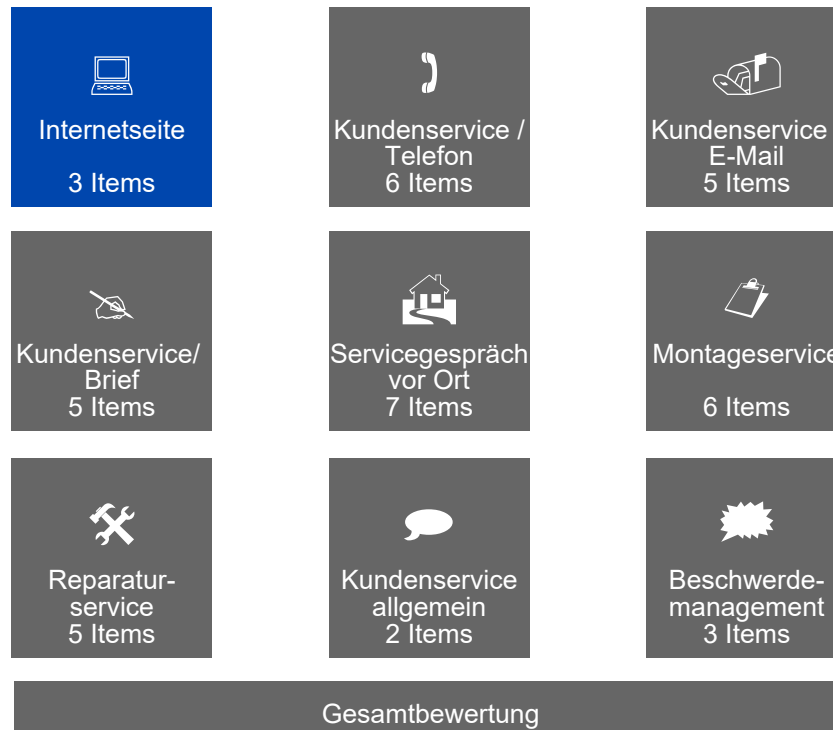 Internetseite
3 Items
Kundenservice /
Telefon
6 Items
Kundenservice
E-Mail
5 Items
Kundenservice/
Brief
5 Items
Servicegespräch
vor Ort
7 Items
Montageservice
6 Items
Reparatur-
service
5 Items
Kundenservice
allgemein
2 Items
Beschwerde-
management
3 Items
Gesamtbewertung